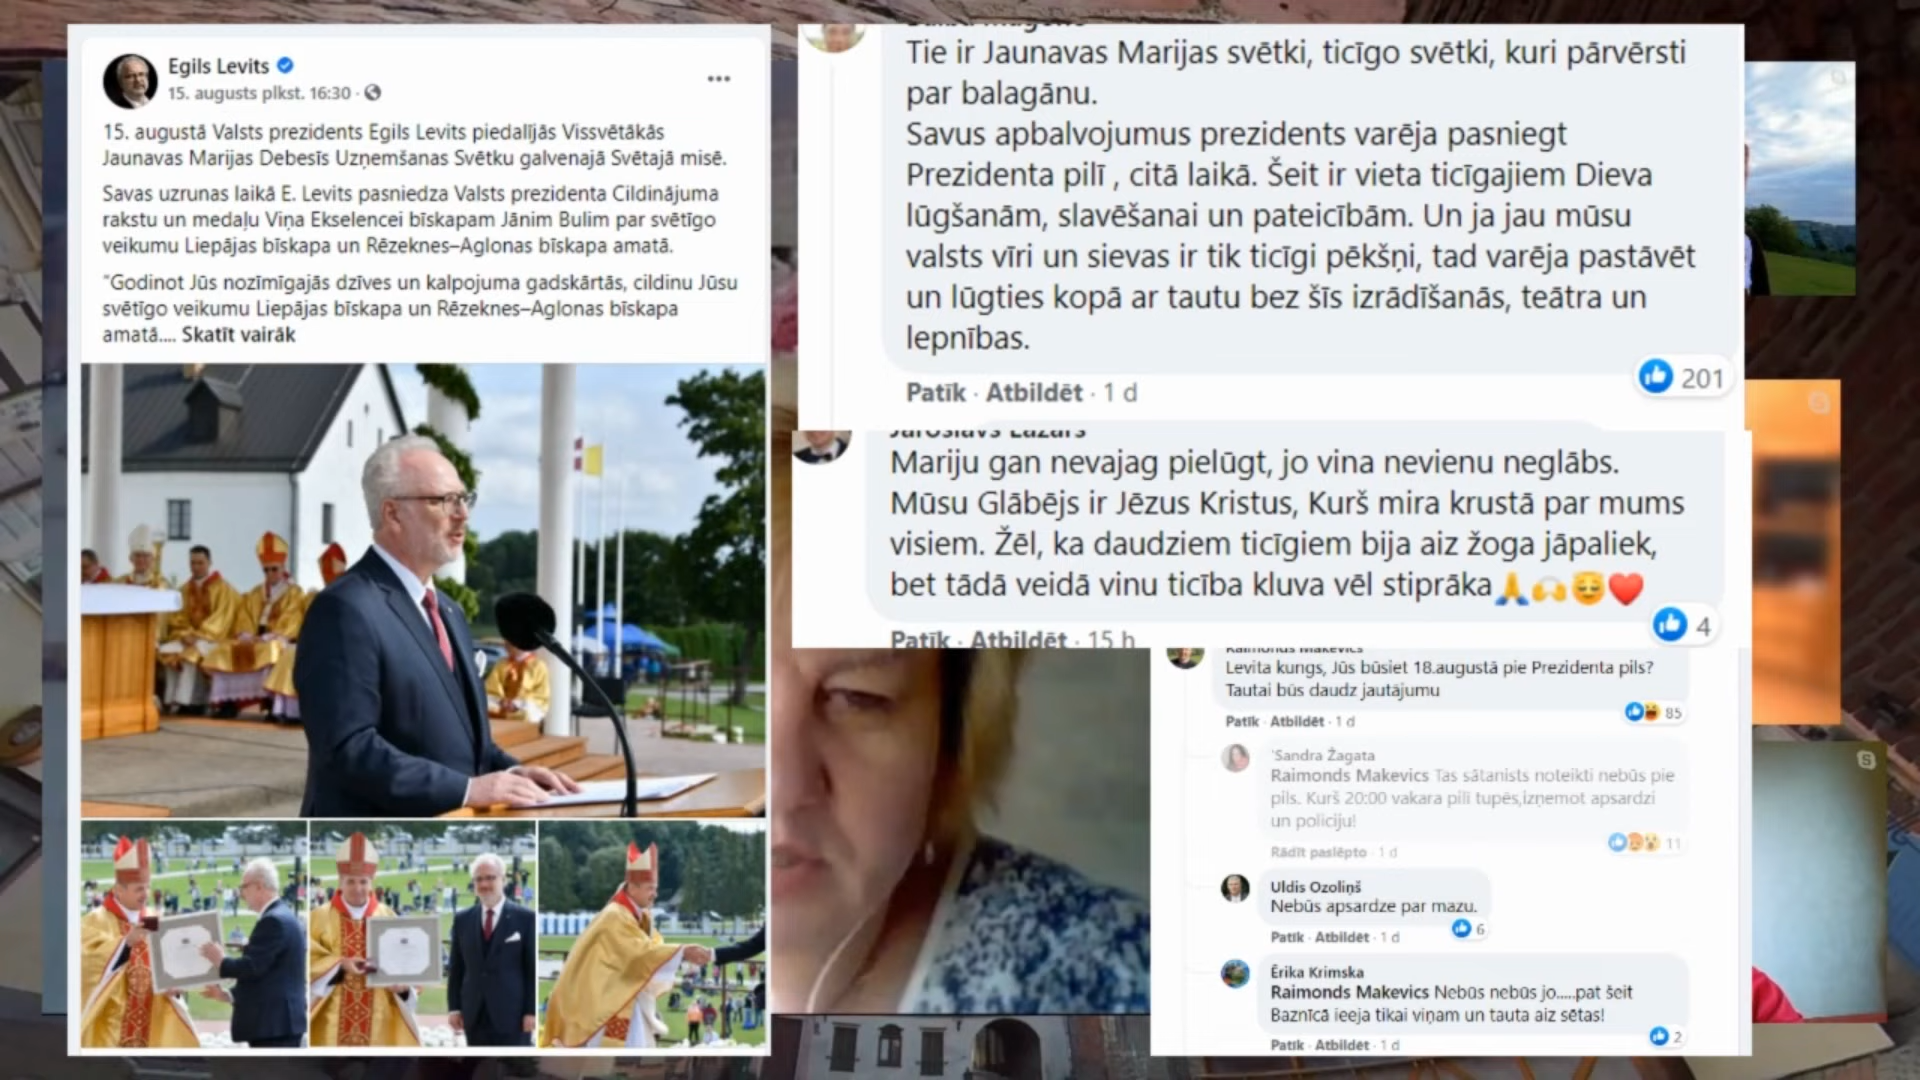 Egils Levits
15. augusts plkst. 16:30 ·
15. augustā Valsts prezidents Egils Levits piedalījās Vissvētākās
Jaunavas Marijas Debesīs Uzņemšanas Svētku galvenajā Svētajā misē.
Savas uzrunas laikā E. Levits pasniedza Valsts prezidenta Cildinājuma
rakstu un medaļu Viņa Ekselencei bīskapam Jānim Bulim par svētīgo
veikumu Liepājas bīskapa un Rēzeknes–Aglonas bīskapa amatā.
“Godinot Jūs nozīmīgajās dzīves un kalpojuma gadskārtās, cildinu Jūsu
svētīgo veikumu Liepājas bīskapa un Rēzeknes–Aglonas bīskapa
amatā.... Skatīt vairāk
Tie ir Jaunavas Marijas svētki, ticīgo svētki, kuri pārvērsti
par balagānu.
Savus apbalvojumus prezidents varēja pasniegt
Prezidenta pilī , citā laikā. Šeit ir vieta ticīgajiem Dieva
lūgšanām, slavēšanai un pateicībām. Un ja jau mūsu
valsts vīri un sievas ir tik ticīgi pēkšņi, tad varēja pastāvēt
un lūgties kopā ar tautu bez šīs izrādīšanās, teātra un
lepnības.
201
Patīk · Atbildēt · 1 d
Jaroslavs Lazars
Mariju gan nevajag pielūgt, jo vina nevienu neglābs.
Mūsu Glābējs ir Jēzus Kristus, Kurš mira krustā par mums
visiem. Žēl, ka daudziem ticīgiem bija aiz žoga jāpaliek,
bet tādā veidā vinu ticība kluva vēl stiprāka🙏🙌😇❤️
4
Patīk · Atbildēt · 15 h
Raimonds Makevics
Levita kungs, Jūs būsiet 18.augustā pie Prezidenta pils?
Tautai būs daudz jautājumu
85
Patīk · Atbildēt · 1 d
'Sandra Žagata
Raimonds Makevics Tas sātanists noteikti nebūs pie
pils. Kurš 20:00 vakara pilī tupēs,izņemot apsardzi
un policiju!
11
Rādīt paslēpto · 1 d
Uldis Ozoliņš
Nebūs apsardze par mazu.
6
Patīk · Atbildēt · 1 d
Ērika Krimska
Raimonds Makevics Nebūs nebūs jo.....pat šeit
Baznīcā ieeja tikai viņam un tauta aiz sētas!
2
Patīk · Atbildēt · 1 d